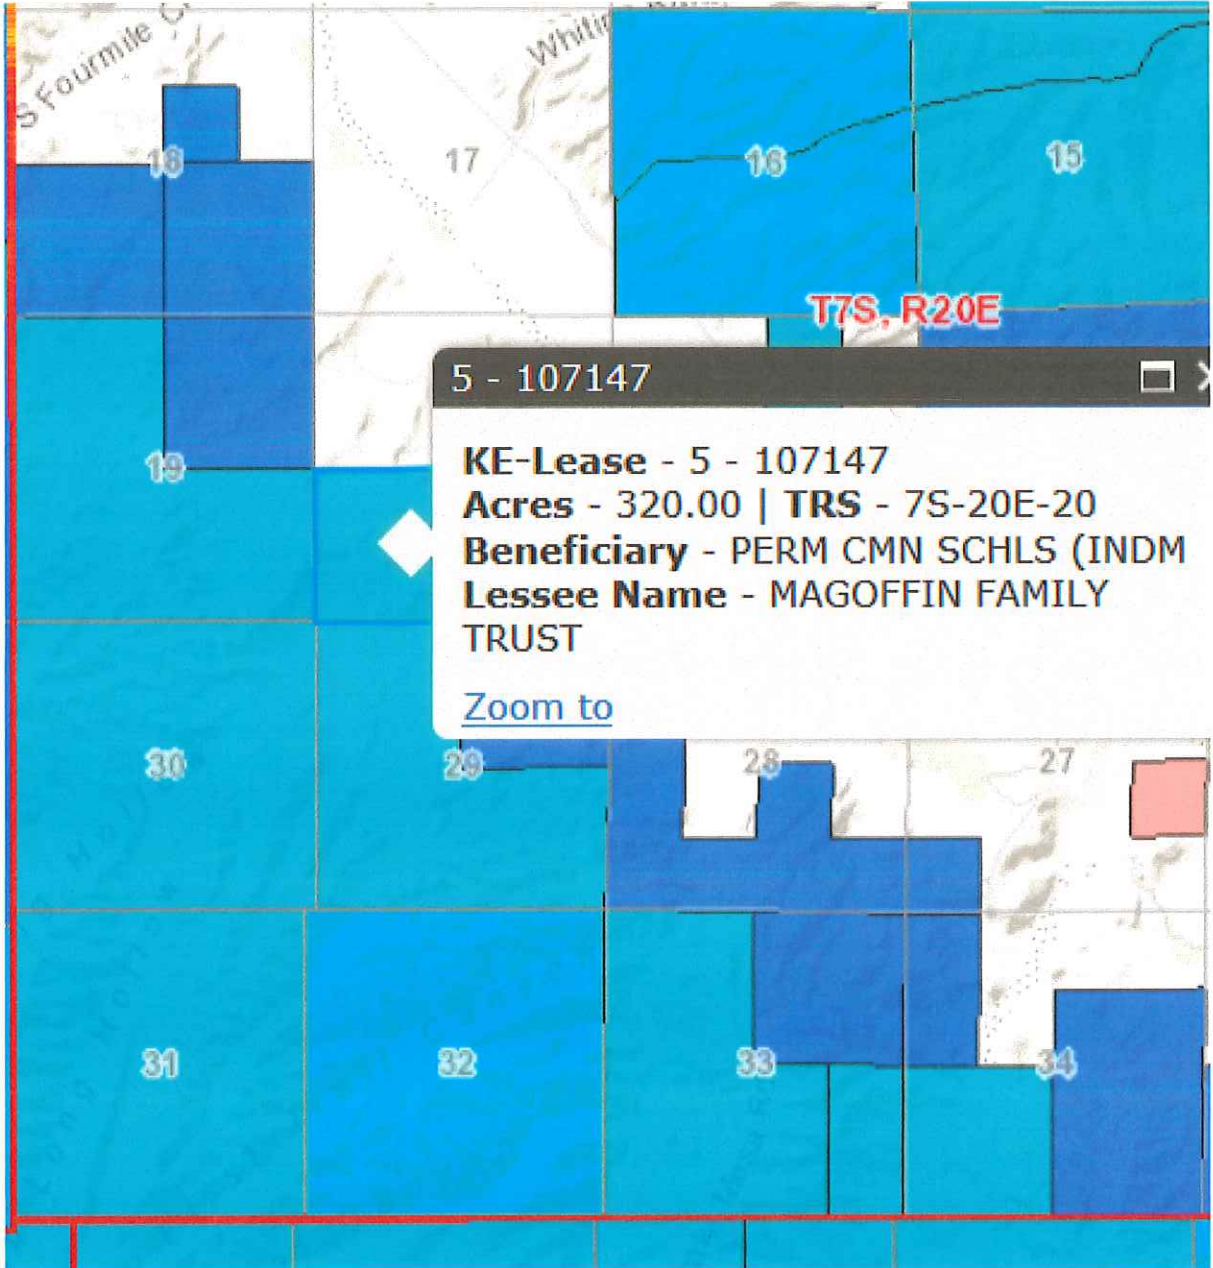 S Fourmile C
Whiti
18
17
16
15
T7S, R20E
5 - 107147
KE-Lease - 5 - 107147
Acres - 320.00 | TRS - 7S-20E-20
Beneficiary - PERM CMN SCHLS (INDM
Lessee Name - MAGOFFIN FAMILY
TRUST
Zoom to
19
30
29
28
27
31
32
33
34